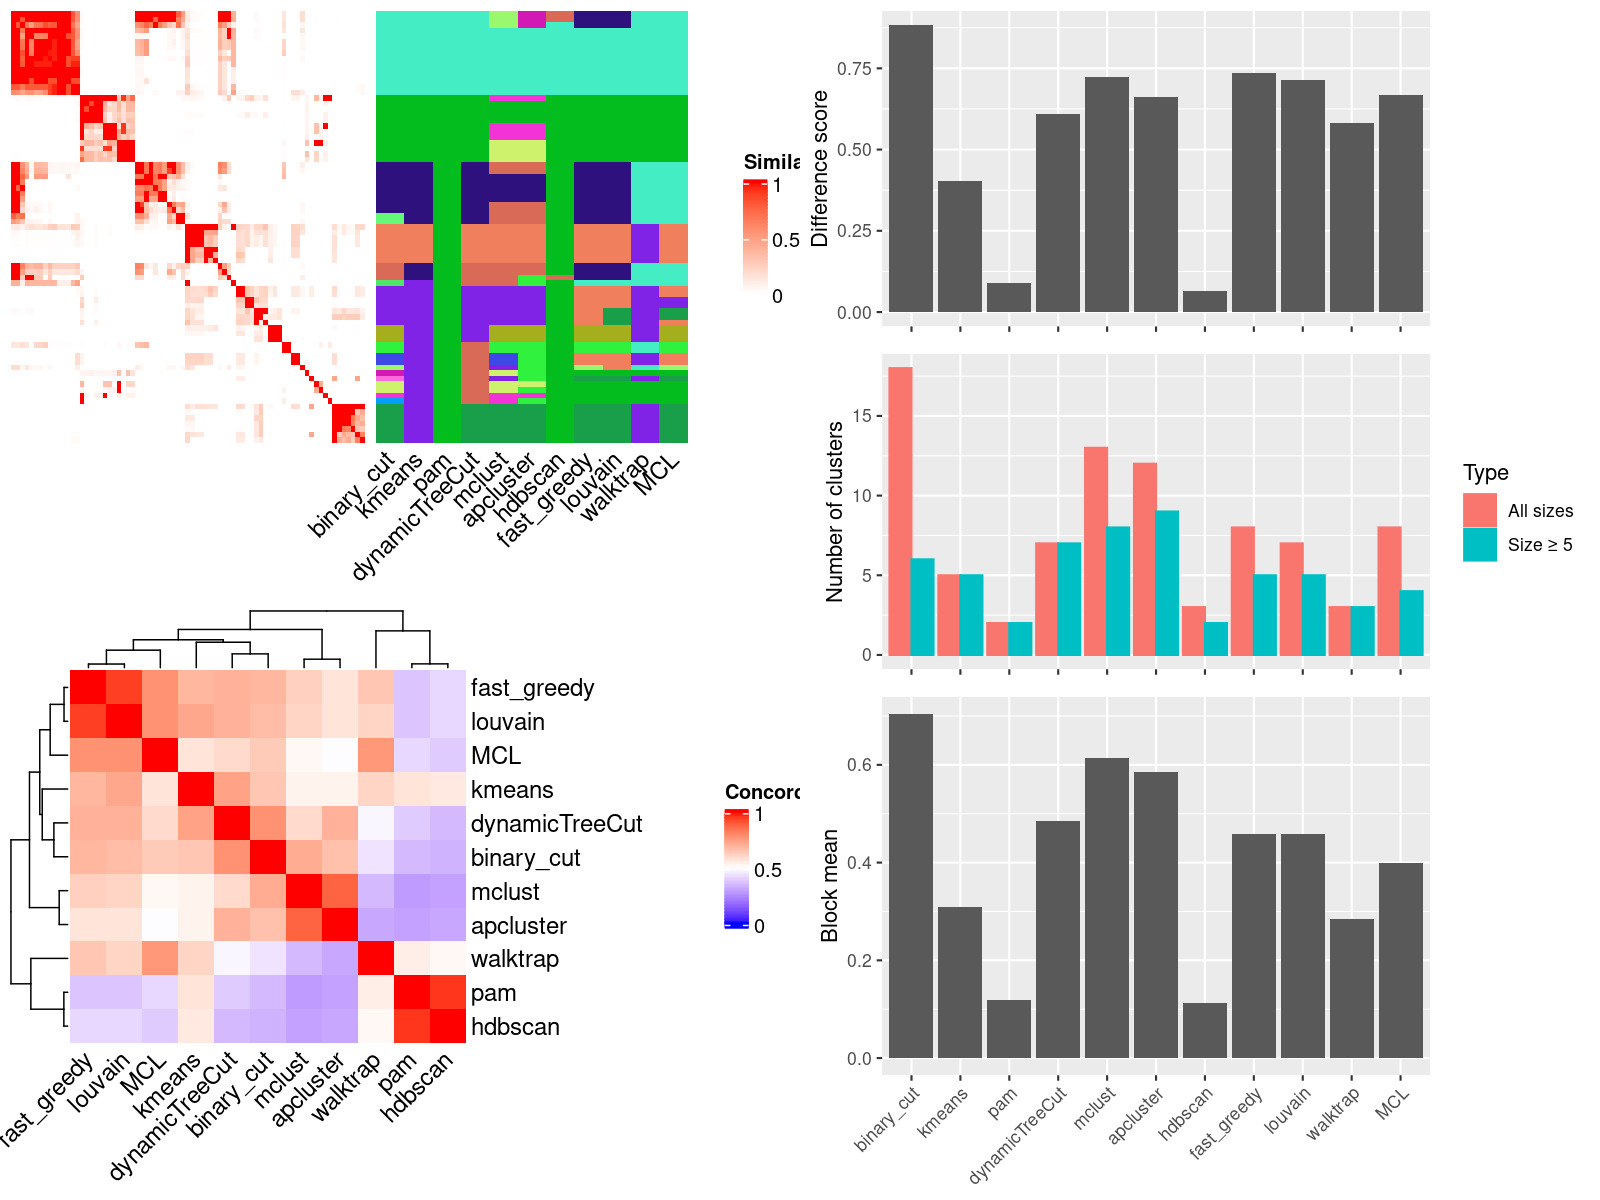 Simila
1
0.5
0
binary_cut
kmeans
pam
dynamicTreeCut
mclust
apcluster
hdbscan
fast_greedy
louvain
walktrap
MCL
fast_greedy
louvain
MCL
kmeans
dynamicTreeCut
binary_cut
mclust
apcluster
walktrap
pam
hdbscan
fast_greedy
louvain
MCL
kmeans
dynamicTreeCut
binary_cut
mclust
apcluster
walktrap
pam
hdbscan
Concord
1
0.5
0
Difference score
0.75
0.50
0.25
0.00
Number of clusters
15
10
5
0
Type
All sizes
Size ≥ 5
Block mean
0.6
0.4
0.2
0.0
binary_cut
kmeans
pam
dynamicTreeCut
mclust
apcluster
hdbscan
fast_greedy
louvain
walktrap
MCL